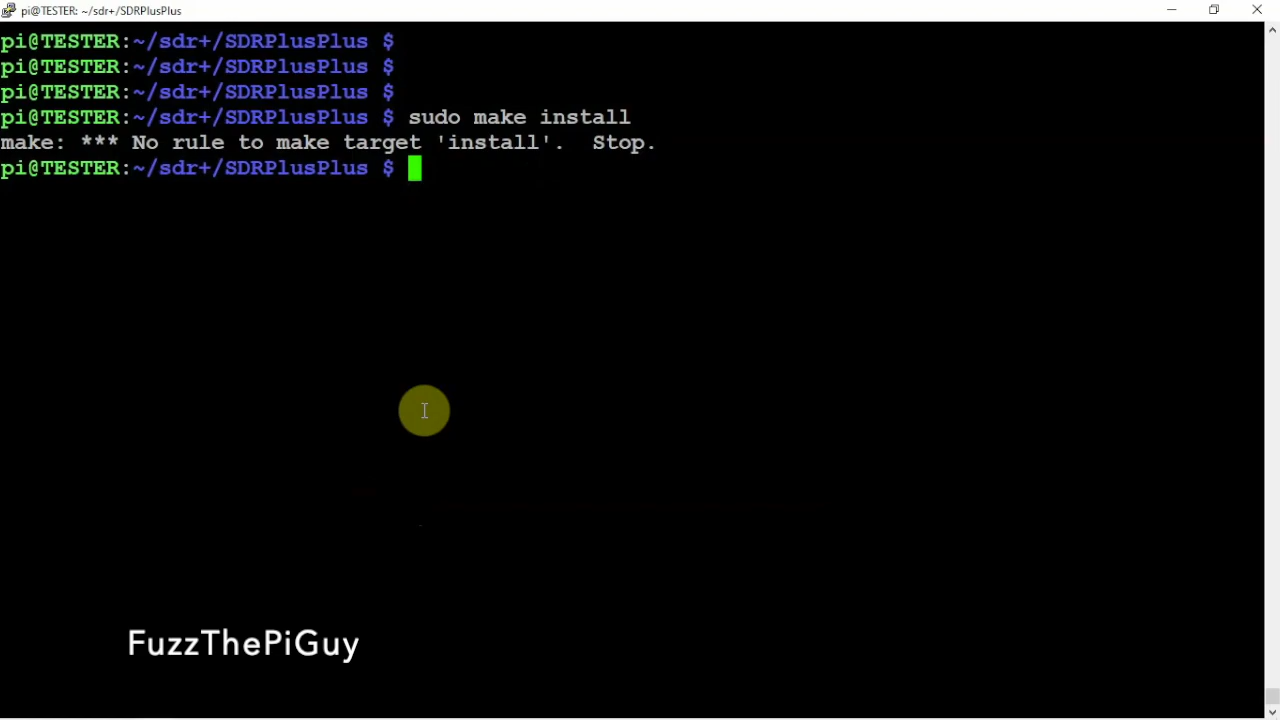 pi@TESTER: ~/sdr+/SDRPlusPlus
pi@TESTER:~/sdr+/SDRPlusPlus $
pi@TESTER:~/sdr+/SDRPlusPlus $
pi@TESTER:~/sdr+/SDRPlusPlus $
pi@TESTER:~/sdr+/SDRPlusPlus $ sudo make install
make: *** No rule to make target 'install'.  Stop.
pi@TESTER:~/sdr+/SDRPlusPlus $
FuzzThePiGuy